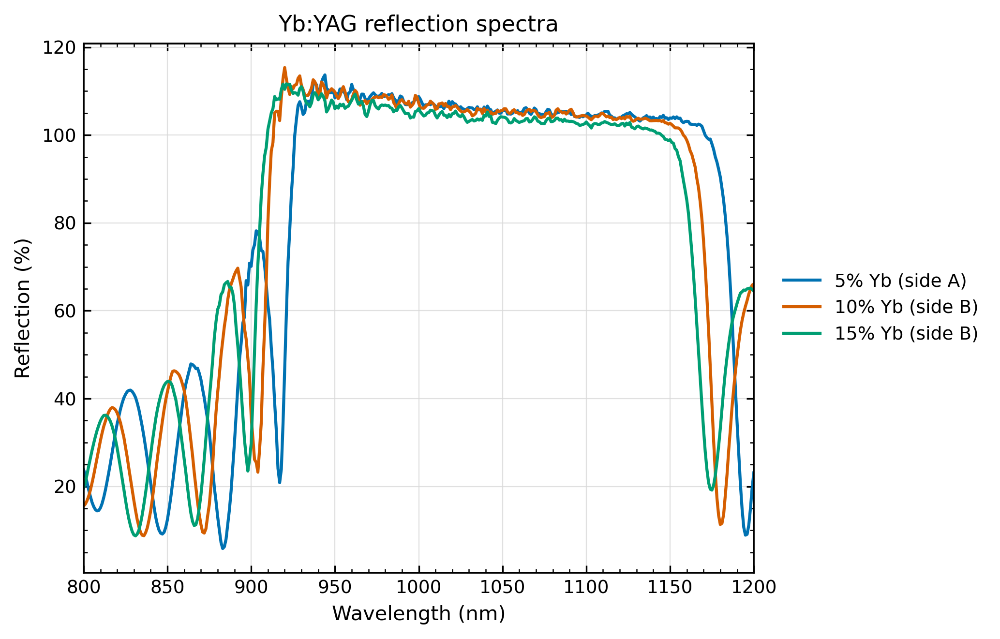 Yb:YAG reflection spectra
120
100
80
60
40
20
Reflection (%)
800 850 900 950 1000 1050 1100 1150 1200
Wavelength (nm)
5% Yb (side A)
10% Yb (side B)
15% Yb (side B)